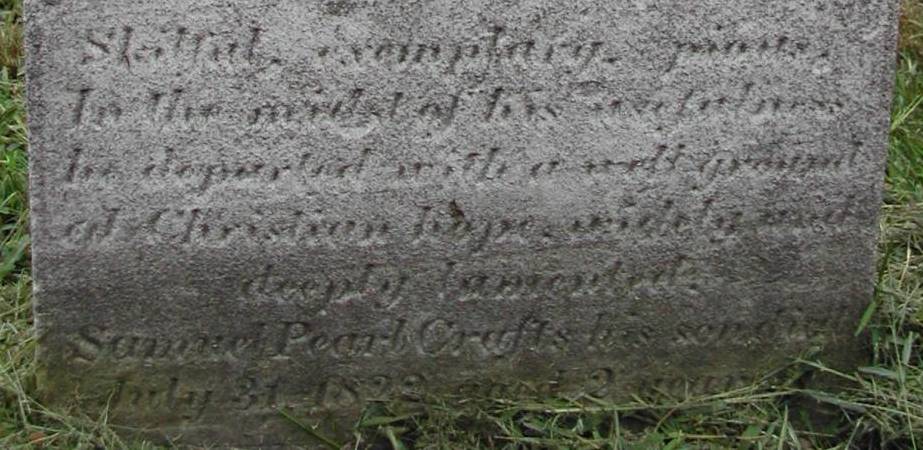 Skilful, exemplary, pious,
In the midst of his usefulness
he departed with a well ground
ed Christian hope, widely and
deeply lamented.
Samuel Pearl Crafts his son died
July 31 1822 aged 2 years